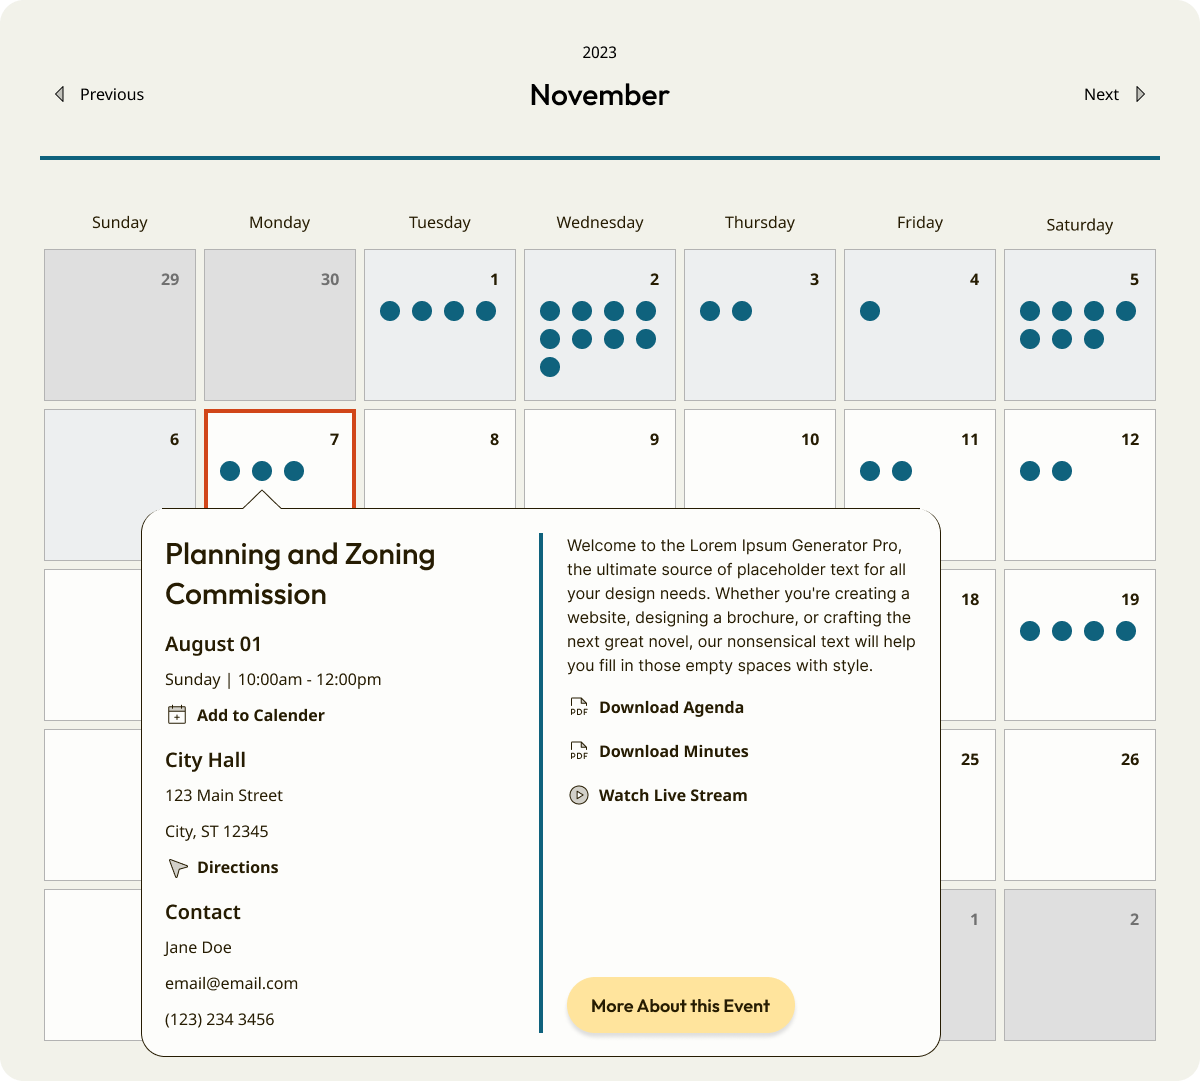 2023
Previous
November
Next
Sunday Monday Tuesday Wednesday Thursday Friday Saturday
29 30 1 2 3 4 5
6 7 8 9 10 11 12
Planning and Zoning
Commission
August 01
Sunday | 10:00am - 12:00pm
Add to Calender
City Hall
123 Main Street
City, ST 12345
Directions
Contact
Jane Doe
email@email.com
(123) 234 3456
Welcome to the Lorem Ipsum Generator Pro,
the ultimate source of placeholder text for all
your design needs. Whether you're creating a
website, designing a brochure, or crafting the
next great novel, our nonsensical text will help
you fill in those empty spaces with style.
PDF Download Agenda
PDF Download Minutes
Watch Live Stream
More About this Event
18 19
25 26
1 2